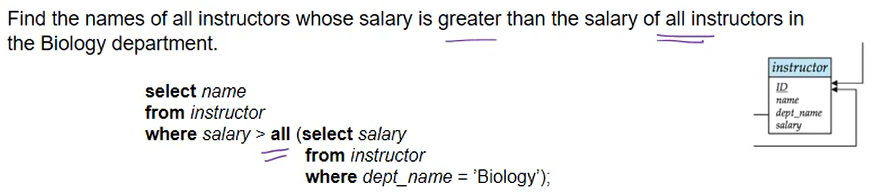 Find the names of all instructors whose salary is greater than the salary of all instructors in
the Biology department.
select name
from instructor
where salary > all (select salary
from instructor
where dept_name = ’Biology’);
instructor
ID
name
dept_name
salary